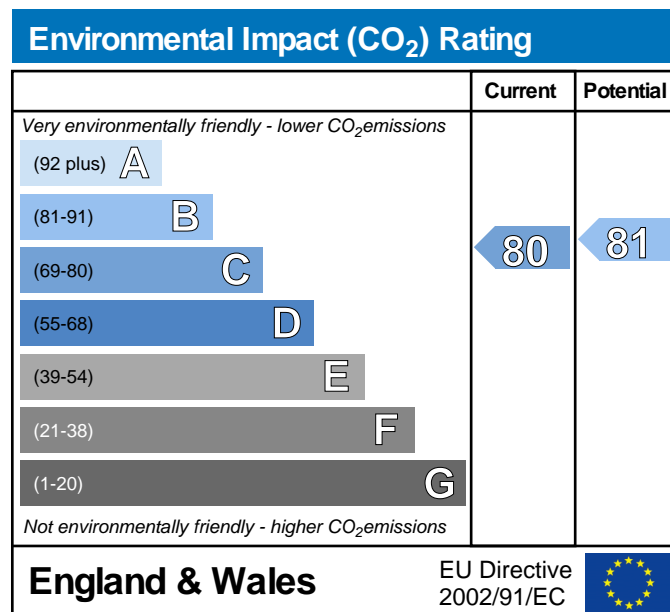 Environmental Impact (CO₂) Rating
Current Potential
Very environmentally friendly - lower CO₂emissions
(92 plus) A
(81-91) B
(69-80) C
80 81
(55-68) D
(39-54) E
(21-38) F
(1-20) G
Not environmentally friendly - higher CO₂emissions
England & Wales
EU Directive
2002/91/EC